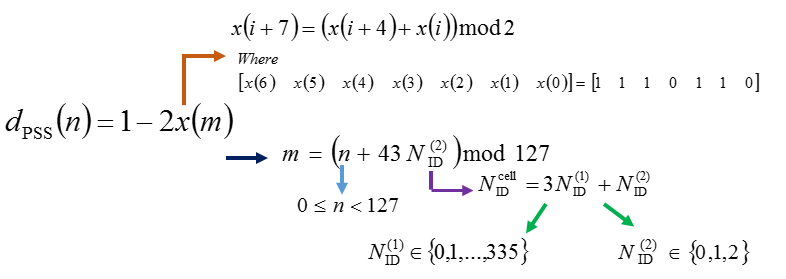 x(i + 7) = (x(i + 4) + x(i)) mod 2
Where
[x(6) x(5) x(4) x(3) x(2) x(1) x(0)] = [1 1 1 0 1 1 0]
d_PSS(n) = 1 − 2x(m)
m = (n + 43 N_ID^(2)) mod 127
0 ≤ n < 127
N_ID^cell = 3N_ID^(1) + N_ID^(2)
N_ID^(1) ∈ {0,1,...,335}
N_ID^(2) ∈ {0,1,2}